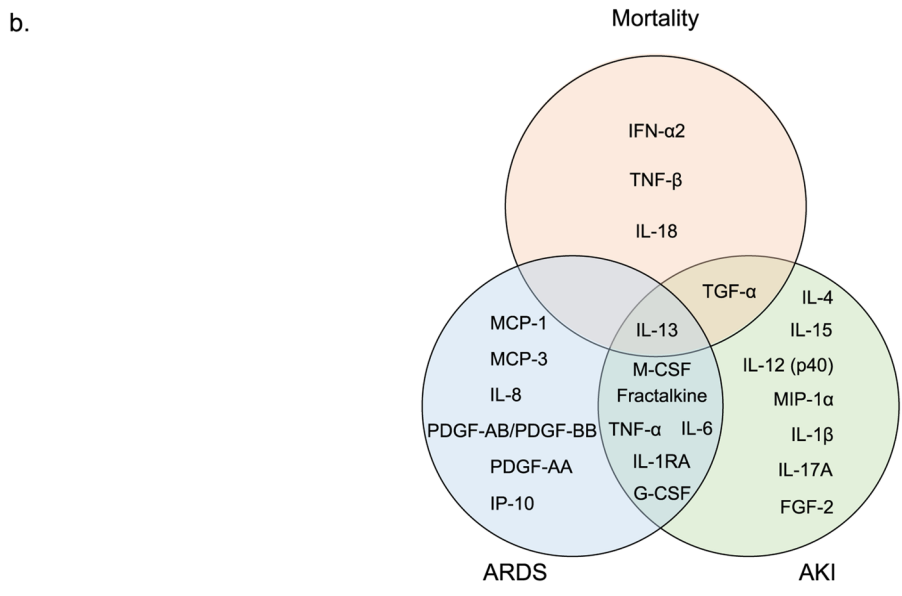 b.
Mortality
IFN-α2
TNF-β
IL-18
TGF-α
IL-13
MCP-1
MCP-3
IL-8
PDGF-AB/PDGF-BB
PDGF-AA
IP-10
M-CSF
Fractalkine
TNF-α IL-6
IL-1RA
G-CSF
IL-4
IL-15
IL-12 (p40)
MIP-1α
IL-1β
IL-17A
FGF-2
ARDS
AKI